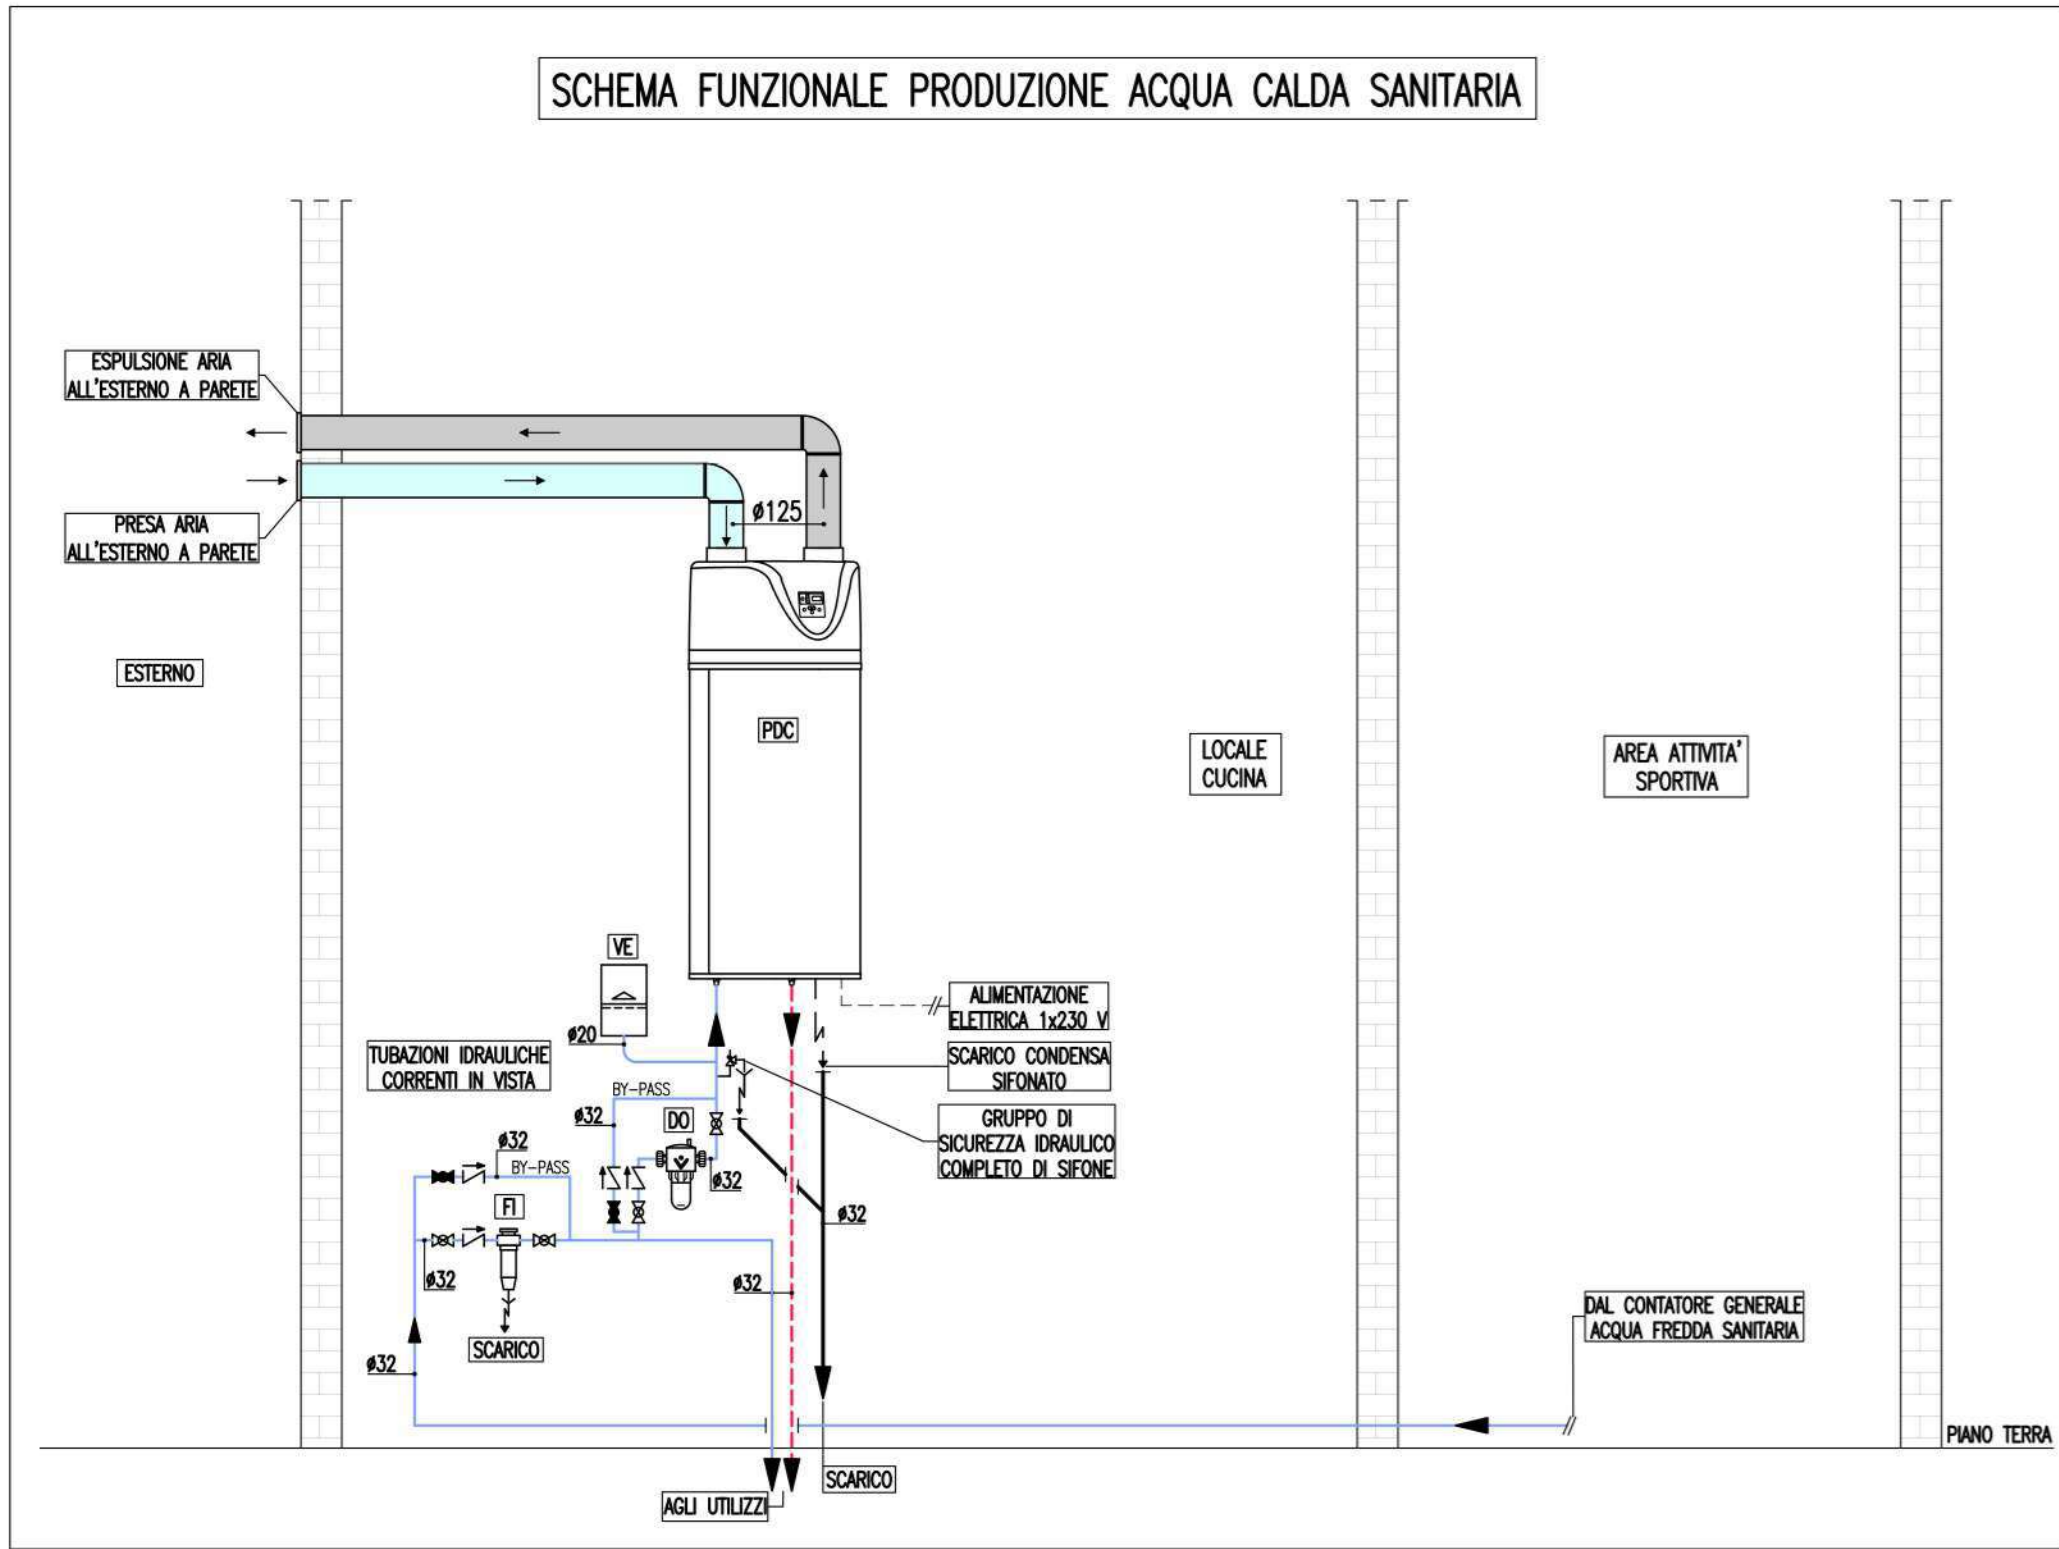 SCHEMA FUNZIONALE PRODUZIONE ACQUA CALDA SANITARIA
ESPULSIONE ARIA
ALL'ESTERNO A PARETE
PRESA ARIA
ALL'ESTERNO A PARETE
ø125
ESTERNO
PDC
LOCALE
CUCINA
AREA ATTIVITA'
SPORTIVA
VE
ø20
ALIMENTAZIONE
ELETTRICA 1x230 V
TUBAZIONI IDRAULICHE
CORRENTI IN VISTA
SCARICO CONDENSA
SIFONATO
BY-PASS
ø32
DO
GRUPPO DI
SICUREZZA IDRAULICO
COMPLETO DI SIFONE
ø32
BY-PASS
ø32
FI
ø32
ø32
ø32
SCARICO
ø32
DAL CONTATORE GENERALE
ACQUA FREDDA SANITARIA
PIANO TERRA
SCARICO
AGLI UTILIZZI